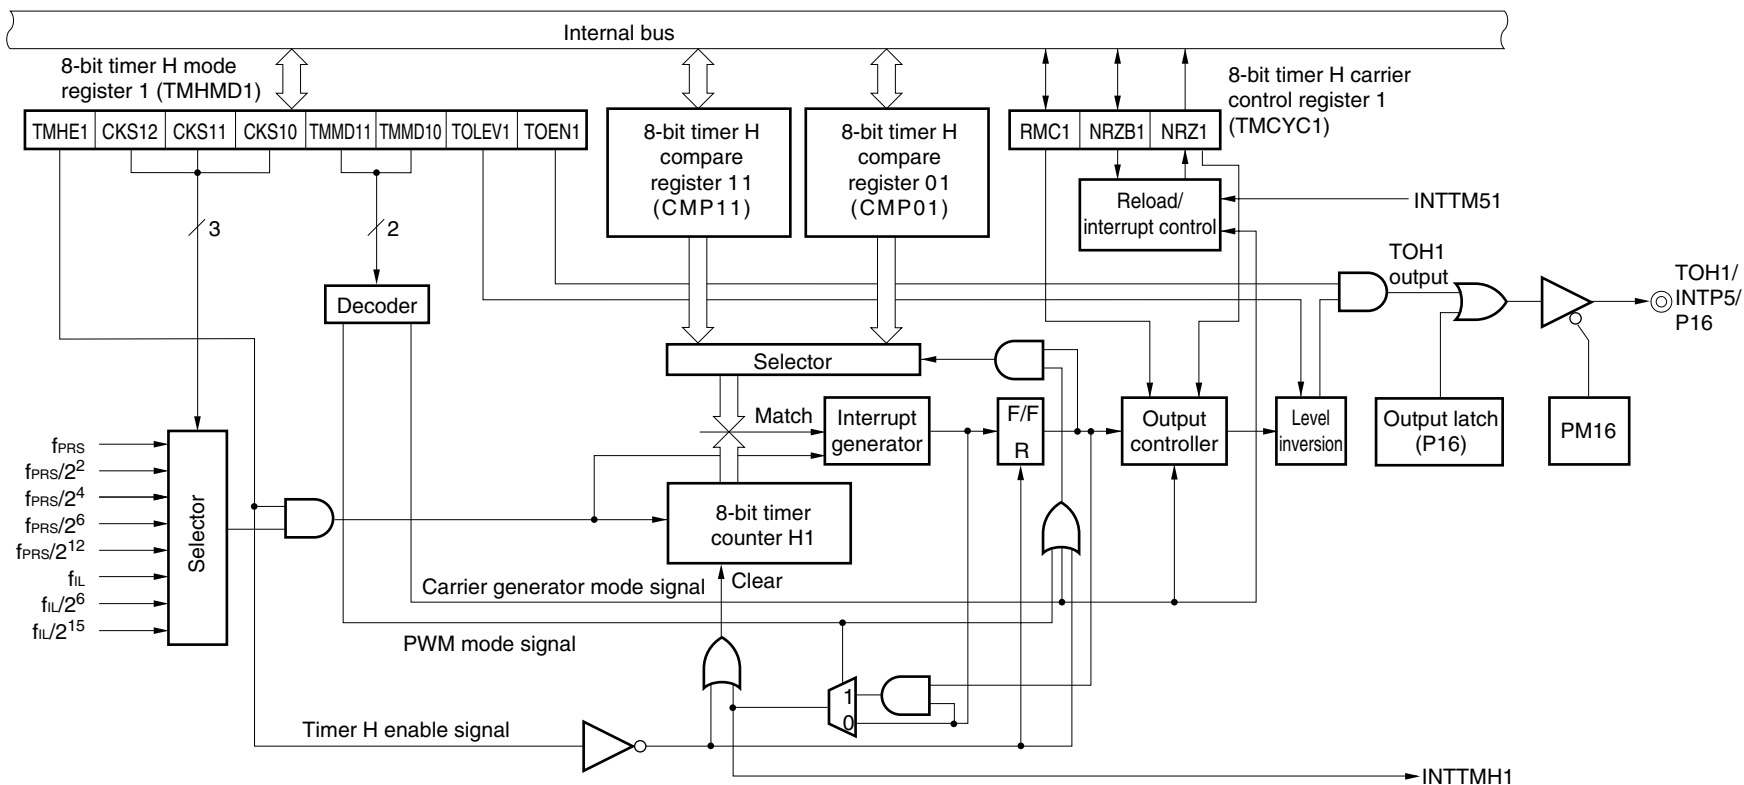 Internal bus
8-bit timer H mode
register 1 (TMHMD1)
8-bit timer H carrier
control register 1
(TMCYC1)
TMHE1 CKS12 CKS11 CKS10 TMMD11 TMMD10 TOLEV1 TOEN1
8-bit timer H
compare
register 11
(CMP11)
8-bit timer H
compare
register 01
(CMP01)
RMC1 NRZB1 NRZ1
Reload/
interrupt control
INTTM51
3
2
Decoder
TOH1
output
TOH1/
INTP5/
P16
Selector
Match
Interrupt
generator
F/F
R
Output
controller
Level
inversion
Output latch
(P16)
PM16
fPRS
fPRS/2²
fPRS/2⁴
fPRS/2⁶
fPRS/2¹²
fIL
fIL/2⁶
fIL/2¹⁵
Selector
8-bit timer
counter H1
Clear
Carrier generator mode signal
PWM mode signal
1
0
Timer H enable signal
INTTMH1